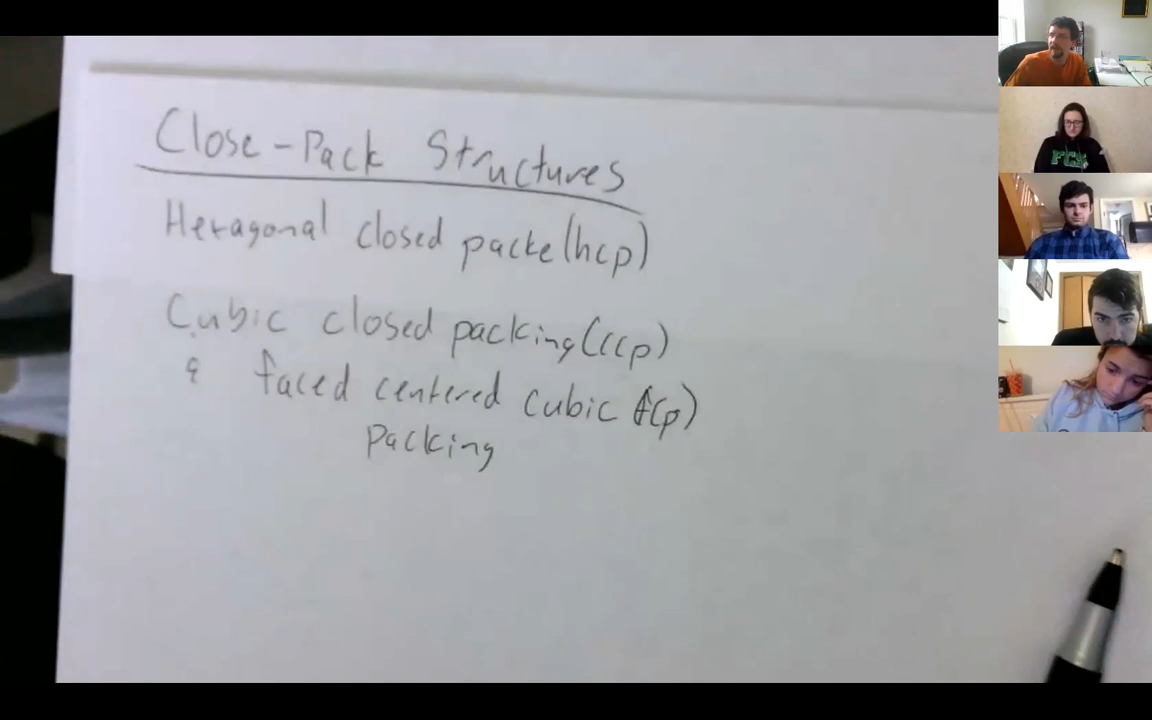 Close-Pack Structures
Hexagonal closed packe(hcp)
Cubic closed packing(ccp)
& faced centered cubic fcp)
packing